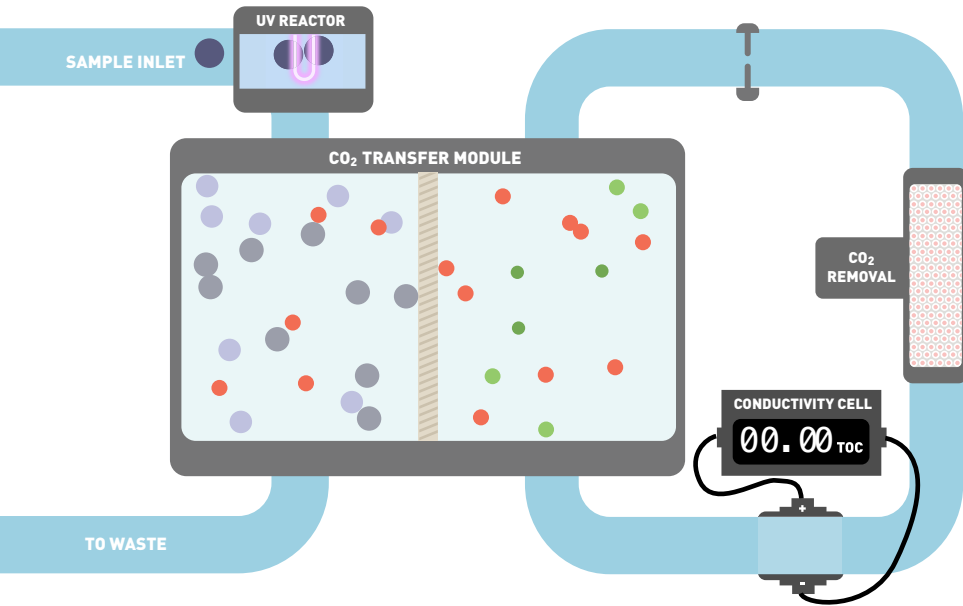 UV REACTOR
SAMPLE INLET
CO₂ TRANSFER MODULE
CO₂
REMOVAL
CONDUCTIVITY CELL
00.00 TOC
+
-
TO WASTE